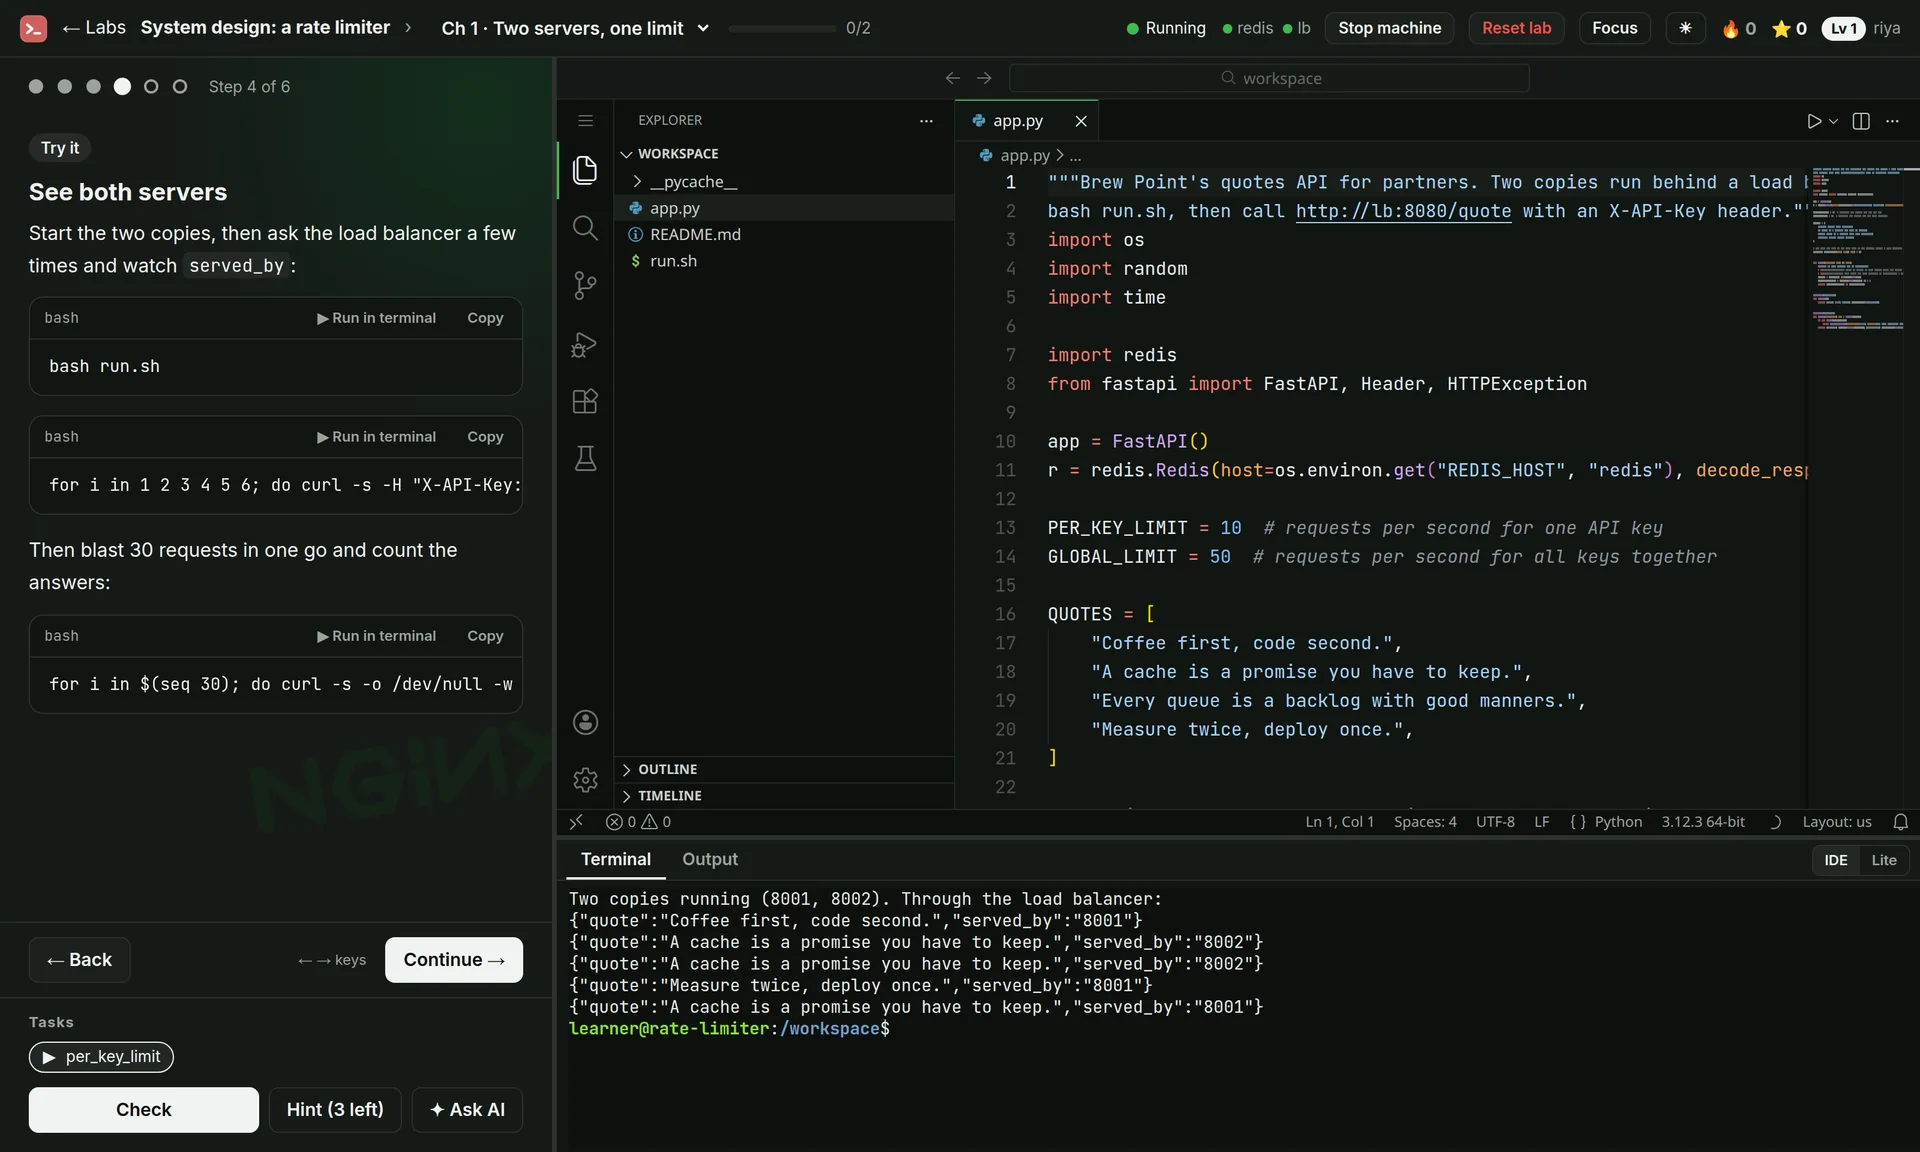 ← Labs System design: a rate limiter › Ch 1 · Two servers, one limit 0/2 Running redis lb Stop machine Reset lab Focus 0 0 Lv 1 riya
Step 4 of 6
Try it
See both servers
Start the two copies, then ask the load balancer a few
times and watch served_by:
bash ▶ Run in terminal Copy
bash run.sh
bash ▶ Run in terminal Copy
for i in 1 2 3 4 5 6; do curl -s -H "X-API-Key:
Then blast 30 requests in one go and count the
answers:
bash ▶ Run in terminal Copy
for i in $(seq 30); do curl -s -o /dev/null -w
NGiNX
← Back ←→ keys Continue →
Tasks
▶ per_key_limit
Check Hint (3 left) ✦ Ask AI
workspace
EXPLORER
WORKSPACE
__pycache__
app.py
README.md
run.sh
OUTLINE
TIMELINE
app.py
app.py > ...
1 """Brew Point's quotes API for partners. Two copies run behind a load
2 bash run.sh, then call http://lb:8080/quote with an X-API-Key header."
3 import os
4 import random
5 import time
6
7 import redis
8 from fastapi import FastAPI, Header, HTTPException
9
10 app = FastAPI()
11 r = redis.Redis(host=os.environ.get("REDIS_HOST", "redis"), decode_resp
12
13 PER_KEY_LIMIT = 10 # requests per second for one API key
14 GLOBAL_LIMIT = 50 # requests per second for all keys together
15
16 QUOTES = [
17 "Coffee first, code second.",
18 "A cache is a promise you have to keep.",
19 "Every queue is a backlog with good manners.",
20 "Measure twice, deploy once.",
21 ]
22
0 0 Ln 1, Col 1 Spaces: 4 UTF-8 LF {} Python 3.12.3 64-bit Layout: us
Terminal Output IDE Lite
Two copies running (8001, 8002). Through the load balancer:
{"quote":"Coffee first, code second.","served_by":"8001"}
{"quote":"A cache is a promise you have to keep.","served_by":"8002"}
{"quote":"A cache is a promise you have to keep.","served_by":"8002"}
{"quote":"Measure twice, deploy once.","served_by":"8001"}
{"quote":"A cache is a promise you have to keep.","served_by":"8001"}
learner@rate-limiter:/workspace$